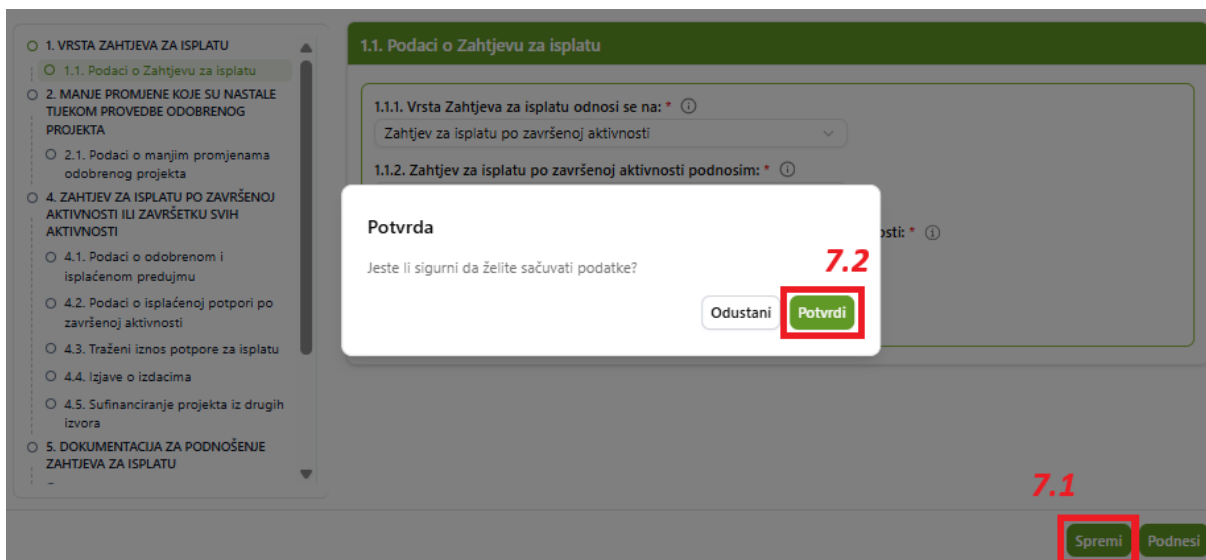 1. VRSTA ZAHTJEVA ZA ISPLATU
1.1. Podaci o Zahtjevu za isplatu
2. MANJE PROMJENE KOJE SU NASTALE
TIJEKOM PROVEDBE ODOBRENOG
PROJEKTA
2.1. Podaci o manjim promjenama
odobrenog projekta
4. ZAHTJEV ZA ISPLATU PO ZAVRŠENOJ
AKTIVNOSTI ILI ZAVRŠETKU SVIH
AKTIVNOSTI
4.1. Podaci o odobrenom i
isplaćenom predujmu
4.2. Podaci o isplaćenoj potpori po
završenoj aktivnosti
4.3. Traženi iznos potpore za isplatu
4.4. Izjave o izdacima
4.5. Sufinanciranje projekta iz drugih
izvora
5. DOKUMENTACIJA ZA PODNOŠENJE
ZAHTJEVA ZA ISPLATU
1.1. Podaci o Zahtjevu za isplatu
1.1.1. Vrsta Zahtjeva za isplatu odnosi se na: *
Zahtjev za isplatu po završenoj aktivnosti
1.1.2. Zahtjev za isplatu po završenoj aktivnosti podnosim: *
osti: *
Potvrda
Jeste li sigurni da želite sačuvati podatke?
7.2
Odustani
Potvrdi
7.1
Spremi
Podnesi